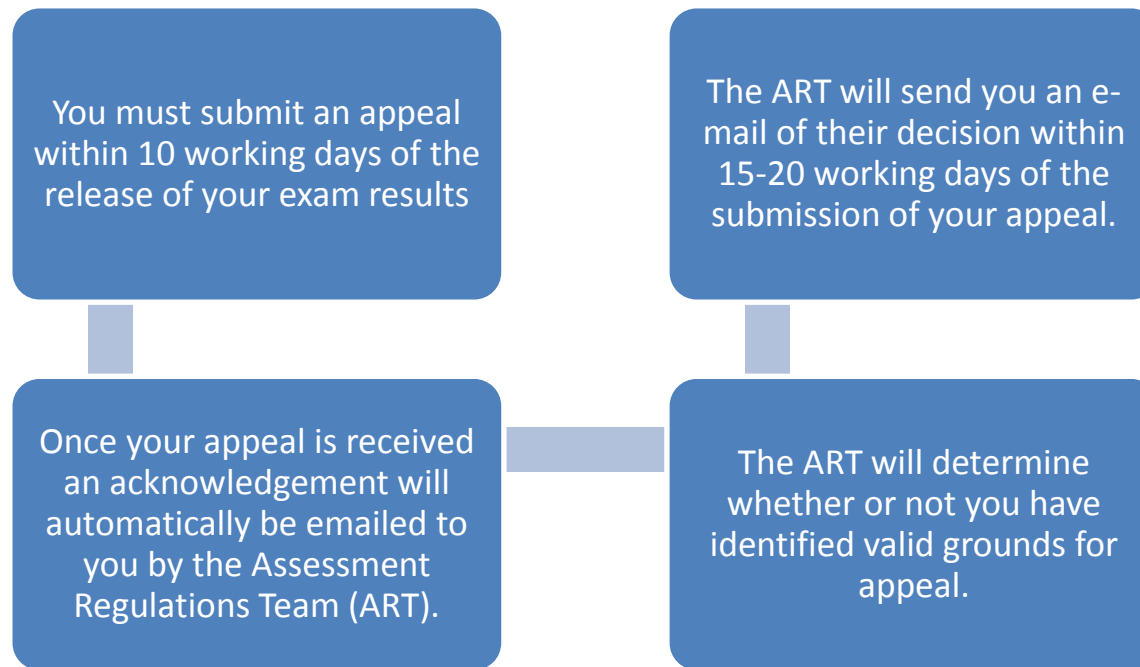 You must submit an appeal
within 10 working days of the
release of your exam results
Once your appeal is received
an acknowledgement will
automatically be emailed to
you by the Assessment
Regulations Team (ART).
The ART will determine
whether or not you have
identified valid grounds for
appeal.
The ART will send you an e-
mail of their decision within
15-20 working days of the
submission of your appeal.